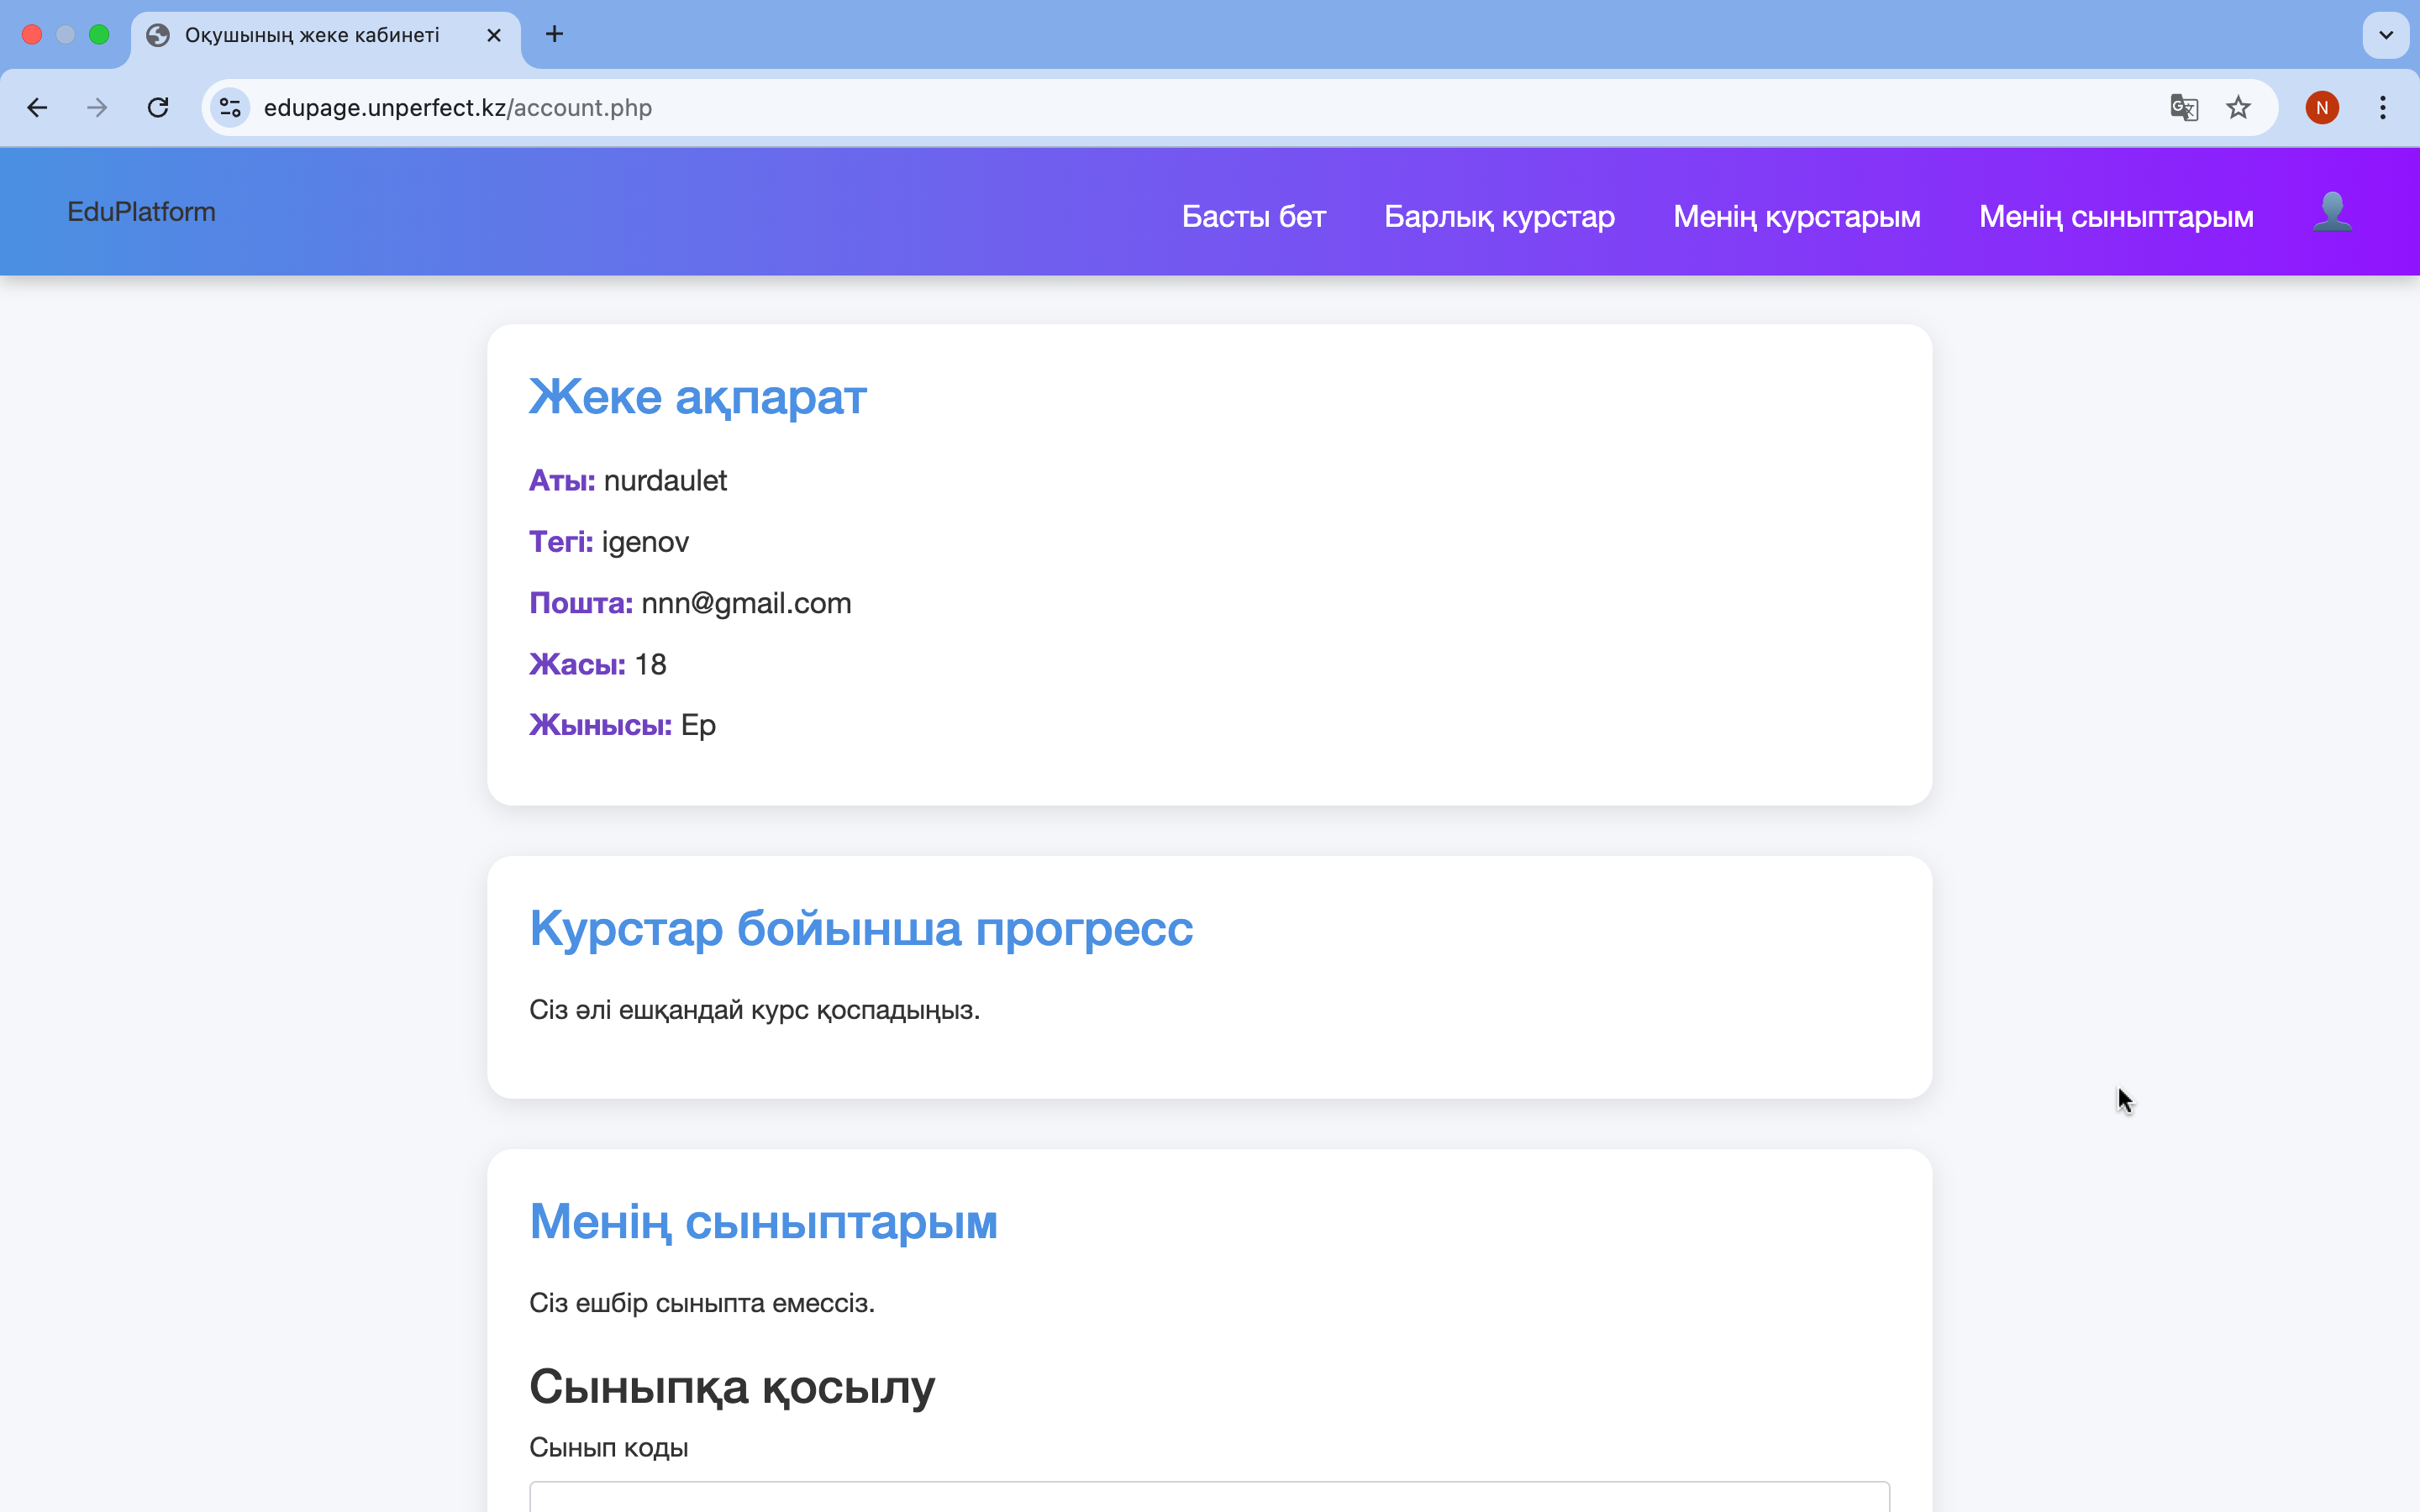 Оқушының жеке кабинеті
edupage.unperfect.kz/account.php
N
EduPlatform
Басты бет
Барлық курстар
Менің курстарым
Менің сыныптарым
Жеке ақпарат
Аты: nurdaulet
Тегі: igenov
Пошта: nnn@gmail.com
Жасы: 18
Жынысы: Ер
Курстар бойынша прогресс
Сіз әлі ешқандай курс қоспадыңыз.
Менің сыныптарым
Сіз ешбір сыныпта емессіз.
Сыныпқа қосылу
Сынып коды